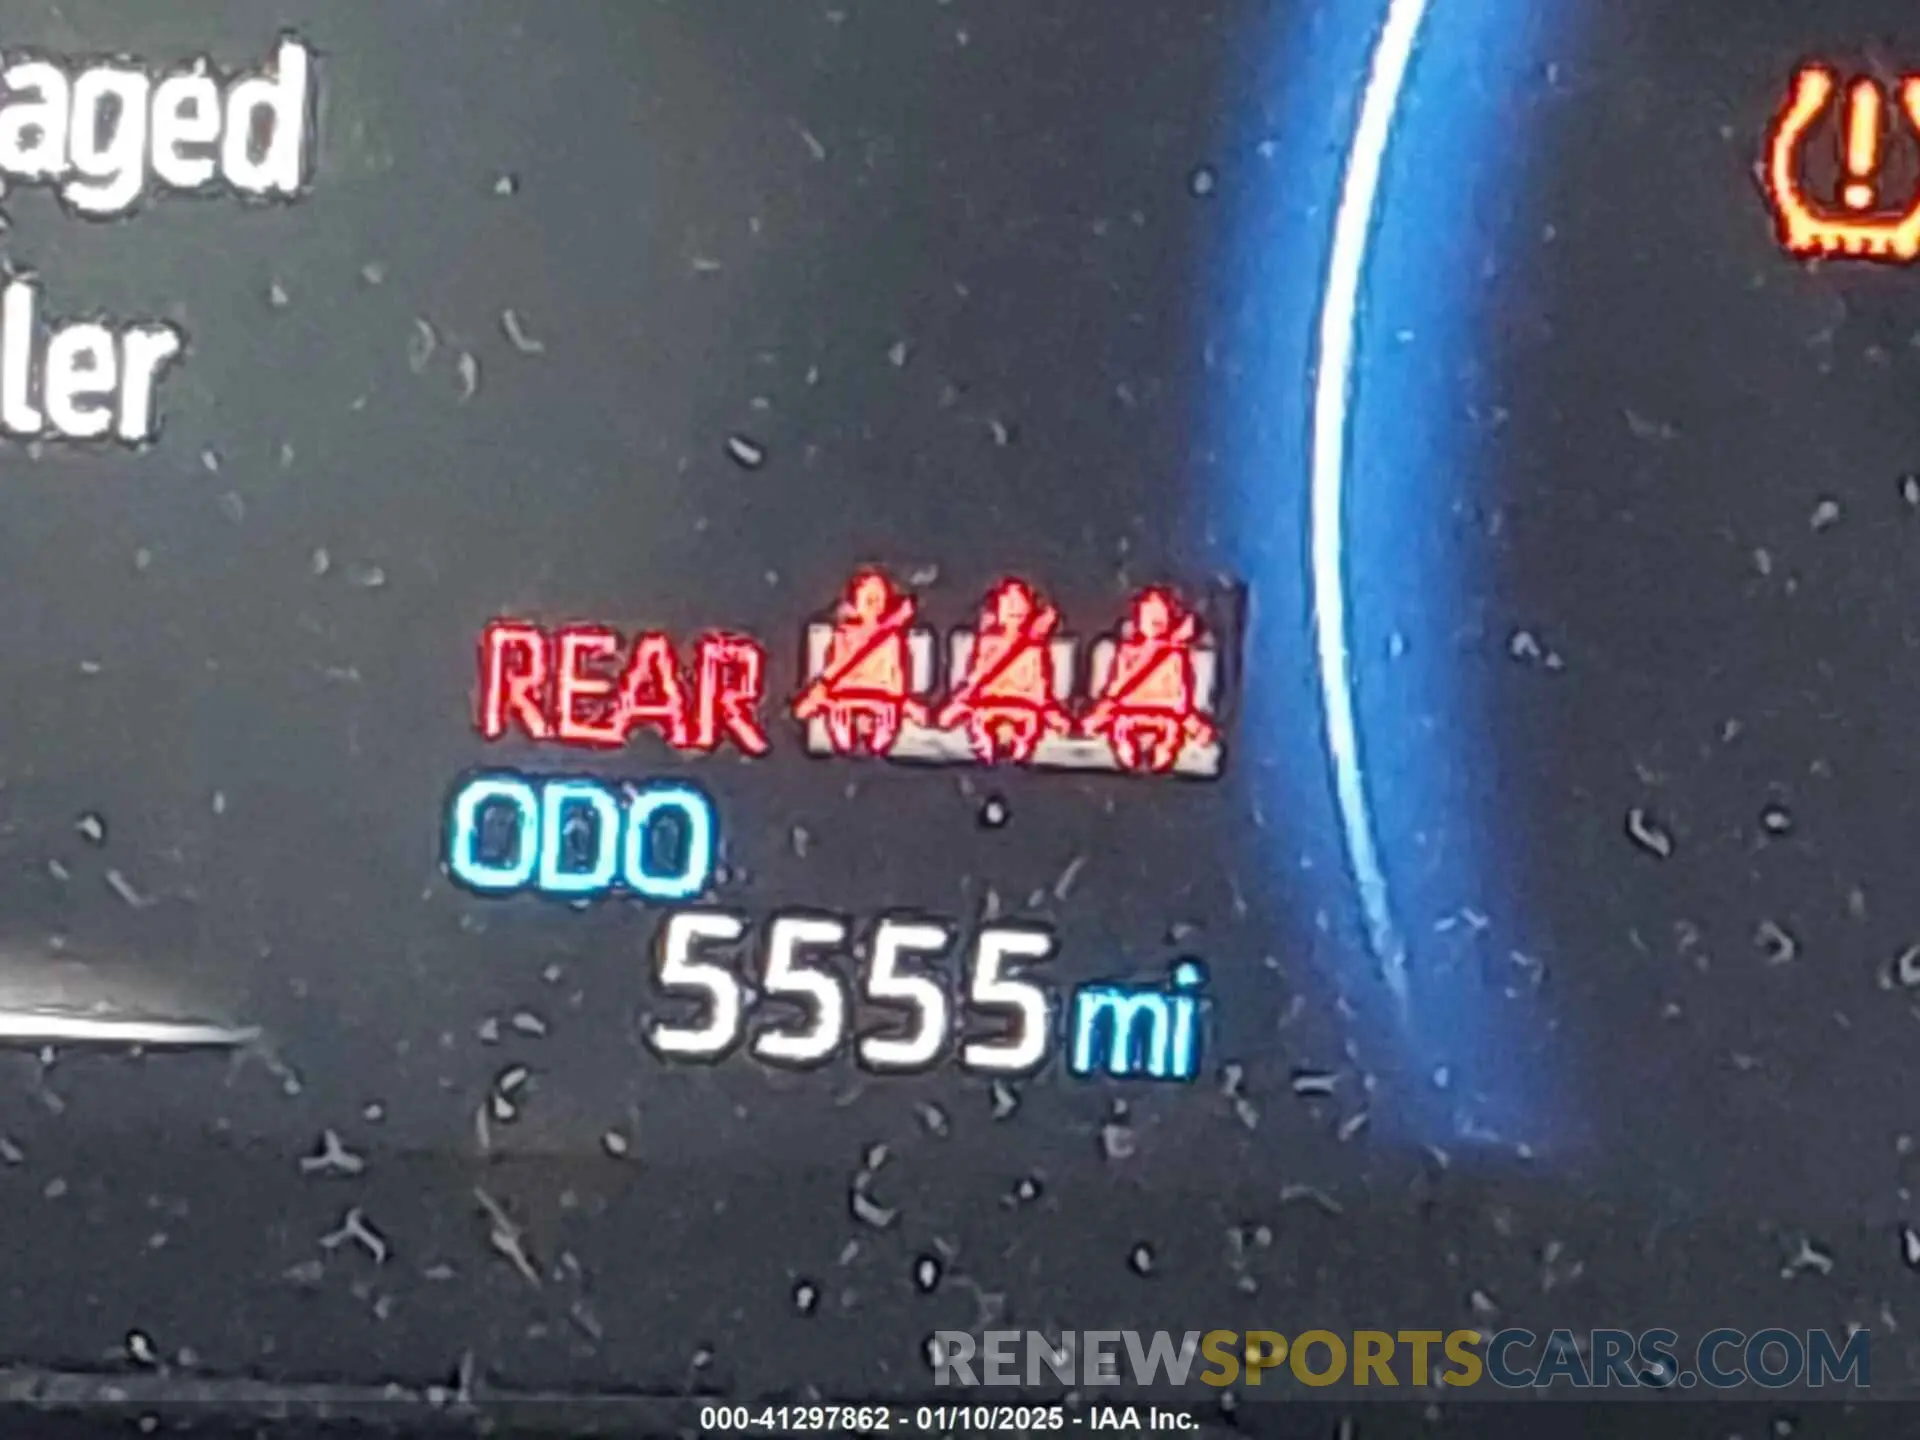 aged
ler
REAR
ODO
5555 mi
RENEWSPORTSCARS.COM
000-41297862 - 01/10/2025 - IAA Inc.